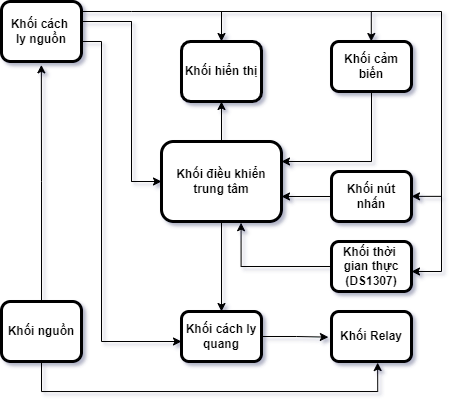 Khối cách
ly nguồn
Khối hiển thị
Khối cảm
biến
Khối điều khiển
trung tâm
Khối nút
nhấn
Khối thời
gian thực
(DS1307)
Khối nguồn
Khối cách ly
quang
Khối Relay